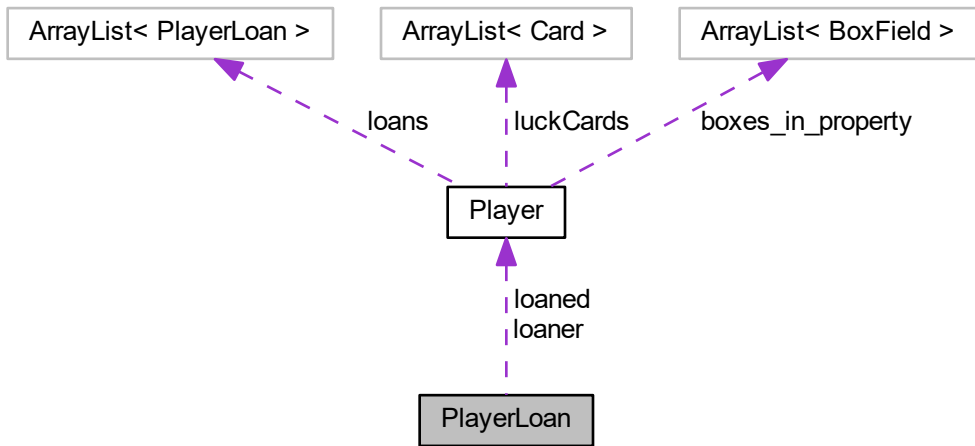 ArrayList< PlayerLoan >
ArrayList< Card >
ArrayList< BoxField >
loans
luckCards
boxes_in_property
Player
loaned
loaner
PlayerLoan